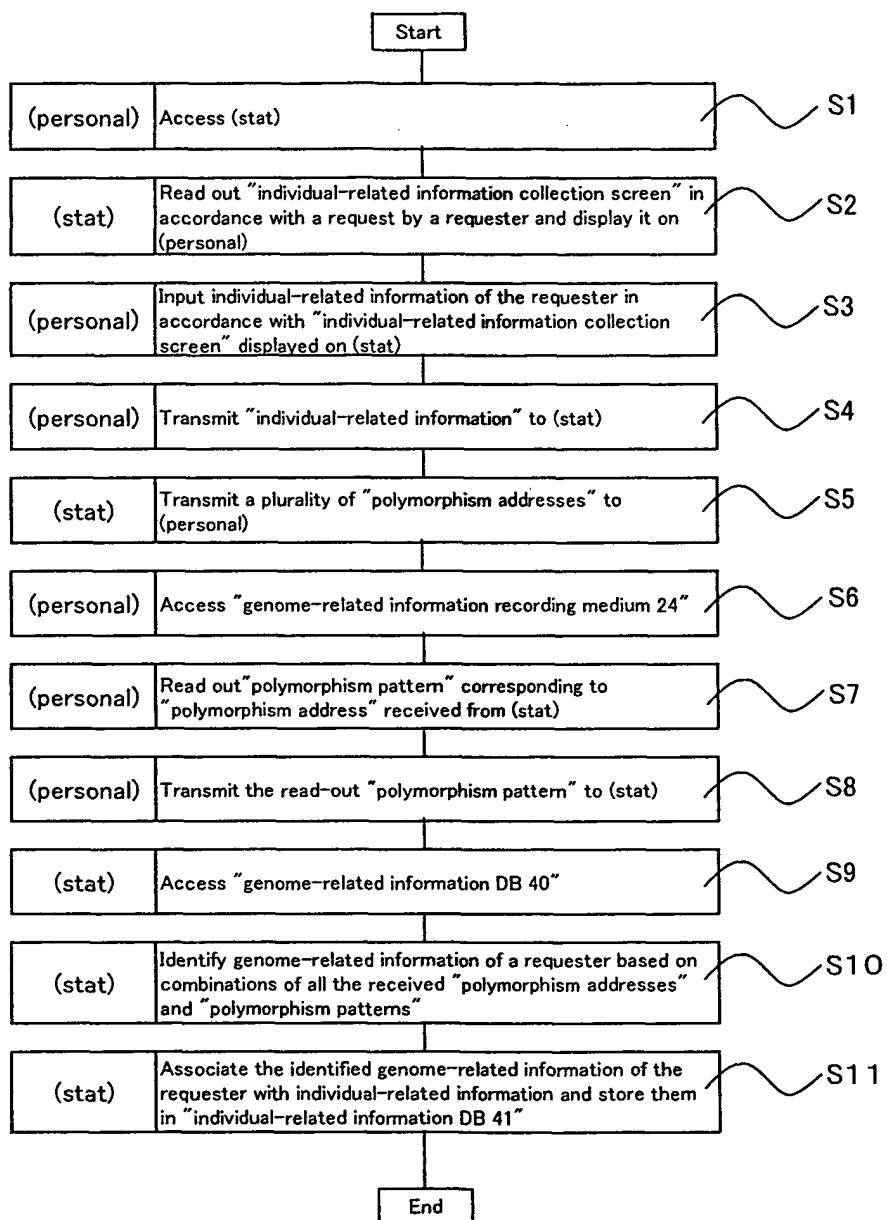 Start
(personal) Access (stat) S1
(stat) Read out "individual-related information collection screen" in
accordance with a request by a requester and display it on
(personal) S2
(personal) Input individual-related information of the requester in
accordance with "individual-related information collection
screen" displayed on (stat) S3
(personal) Transmit "individual-related information" to (stat) S4
(stat) Transmit a plurality of "polymorphism addresses" to
(personal) S5
(personal) Access "genome-related information recording medium 24" S6
(personal) Read out"polymorphism pattern" corresponding to
"polymorphism address" received from (stat) S7
(personal) Transmit the read-out "polymorphism pattern" to (stat) S8
(stat) Access "genome-related information DB 40" S9
(stat) Identify genome-related information of a requester based on
combinations of all the received "polymorphism addresses"
and "polymorphism patterns" S10
(stat) Associate the identified genome-related information of the
requester with individual-related information and store them
in "individual-related information DB 41" S11
End